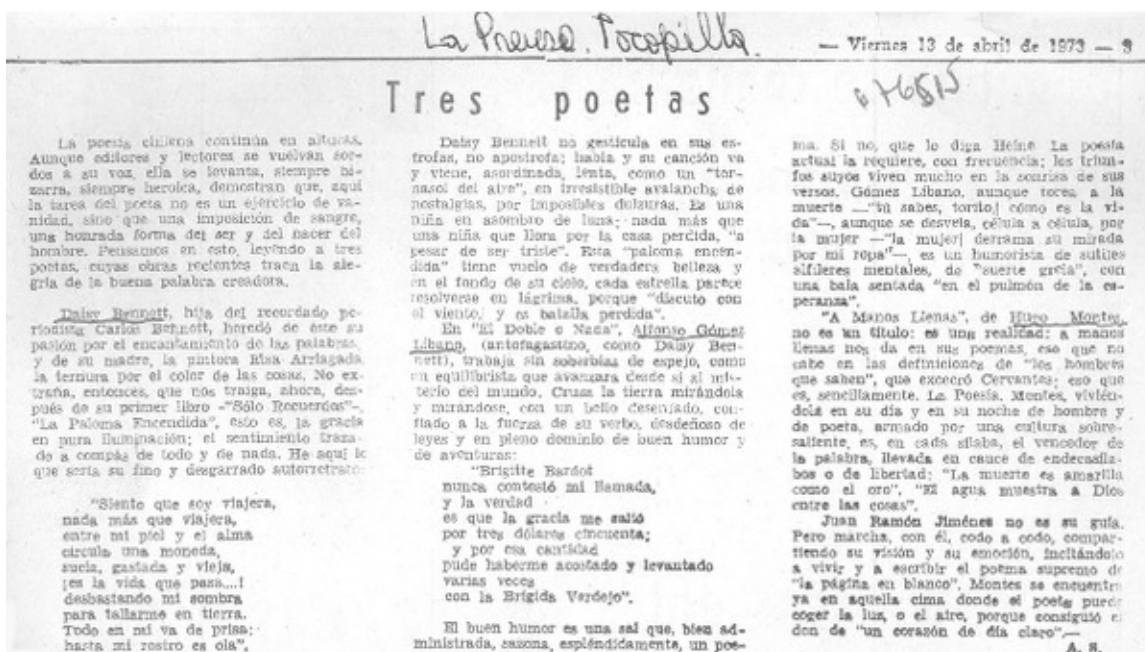 La Prensa. Tocopilla.
— Viernes 13 de abril de 1973 — 3
Tres poetas
La poesía chilena continúa en alturas.
Aunque editores y lectores se vuelvan sor-
dos a su voz, ella se levanta, siempre bi-
zarra, siempre heroica, demostran que, aquí
la tarea del poeta no es un ejercicio de va-
nidad, sino que una imposición de sangre,
una honrada forma del ser y del hacer del
hombre. Pensamos en esto, leyendo a tres
poetas, cuyas obras recientes traen la ale-
gría de la buena palabra creadora.
Daisy Bennett, hija del recordado pe-
riodista Carlos Bennett, heredó de éste su
pasión por el encantamiento de las palabras,
y de su madre, la pintora Elsa Arriagada
la ternura por el color de las cosas. No ex-
traña, entonces, que nos traiga, ahora, des-
pués de su primer libro -"Sólo Recuerdos"-,
"La Paloma Encendida", esto es, la gracia
en pura iluminación; el sentimiento traza-
do a compás de todo y de nada. He aquí lo
que sería su fino y desgarrado autorretrato:
"Siento que soy viajera,
nada más que viajera,
entre mi piel y el alma
circula una moneda,
sucia, gastada y vieja,
¡es la vida que pasa...!
desbastando mi sombra
para tallarme en tierra.
Todo en mí va de prisa:
hasta mi rostro es ola".
Daisy Bennett no gesticula en sus es-
trofas, no apostrofa; habla y su canción va
y viene, asordinada, lenta, como un "tor-
nasol del aire", en irresistible avalancha de
nostalgias, por imposibles dulzuras. Es una
niña en asombro de luna; nada más que
una niña que llora por la casa perdida, "a
pesar de ser triste". Esta "paloma encen-
dida" tiene vuelo de verdadera belleza y
en el fondo de su cielo, cada estrella parece
resolverse en lágrima, porque "discuto con
el viento, y es batalla perdida".
En "El Doble o Nada", Alfonso Gómez
Líbano, (antofagastino, como Daisy Ben-
nett), trabaja sin soberbias de espejo, como
un equilibrista que avanzara desde sí al mis-
terio del mundo. Cruza la tierra mirándola
y mirándose, con un bello desenfado, con-
fiado a la fuerza de su verbo, desdeñoso de
leyes y en pleno dominio de buen humor y
de aventuras:
"Brigitte Bardot
nunca contestó mi llamada,
y la verdad
es que la gracia me salió
por tres dólares cincuenta;
y por esa cantidad
pude haberme acostado y levantado
varias veces
con la Brígida Verdejo".
El buen humor es una sal que, bien ad-
ministrada, sazona, espléndidamente, un poe-
ma. Si no, que lo diga Heine. La poesía
actual la requiere, con frecuencia; los triun-
fos suyos viven mucho en la sonrisa de sus
versos. Gómez Líbano, aunque torea a la
muerte —"tú sabes, torito,| cómo es la vi-
da"—, aunque se desvela, célula a célula, por
la mujer —"la mujer| derrama su mirada
por mi ropa"—, es un humorista de sutiles
alfileres mentales, de "suerte greía", con
una bala sentada "en el pulmón de la es-
peranza".
"A Manos Llenas", de Hugo Montes,
no es un título: es una realidad; a manos
llenas nos da en sus poemas, eso que no
cabe en las definiciones de "los hombres
que saben", que execró Cervantes; eso que
es, sencillamente. La Poesía. Montes, vivién-
dola en su día y en su noche de hombre y
de poeta, armado por una cultura sobre-
saliente, es, en cada sílaba, el vencedor de
la palabra, llevada en cauce de endecasíla-
bos o de libertad: "La muerte es amarilla
como el oro", "El agua muestra a Dios
entre las cosas".
Juan Ramón Jiménes no es su guía.
Pero marcha, con él, codo a codo, compar-
tiendo su visión y su emoción, incitándolo
a vivir y a escribir el poema supremo de
"la página en blanco". Montes se encuentra
ya en aquella cima donde el poeta puede
coger la luz, o el aire, porque consiguió el
don de "un corazón de día claro".—
A. S.